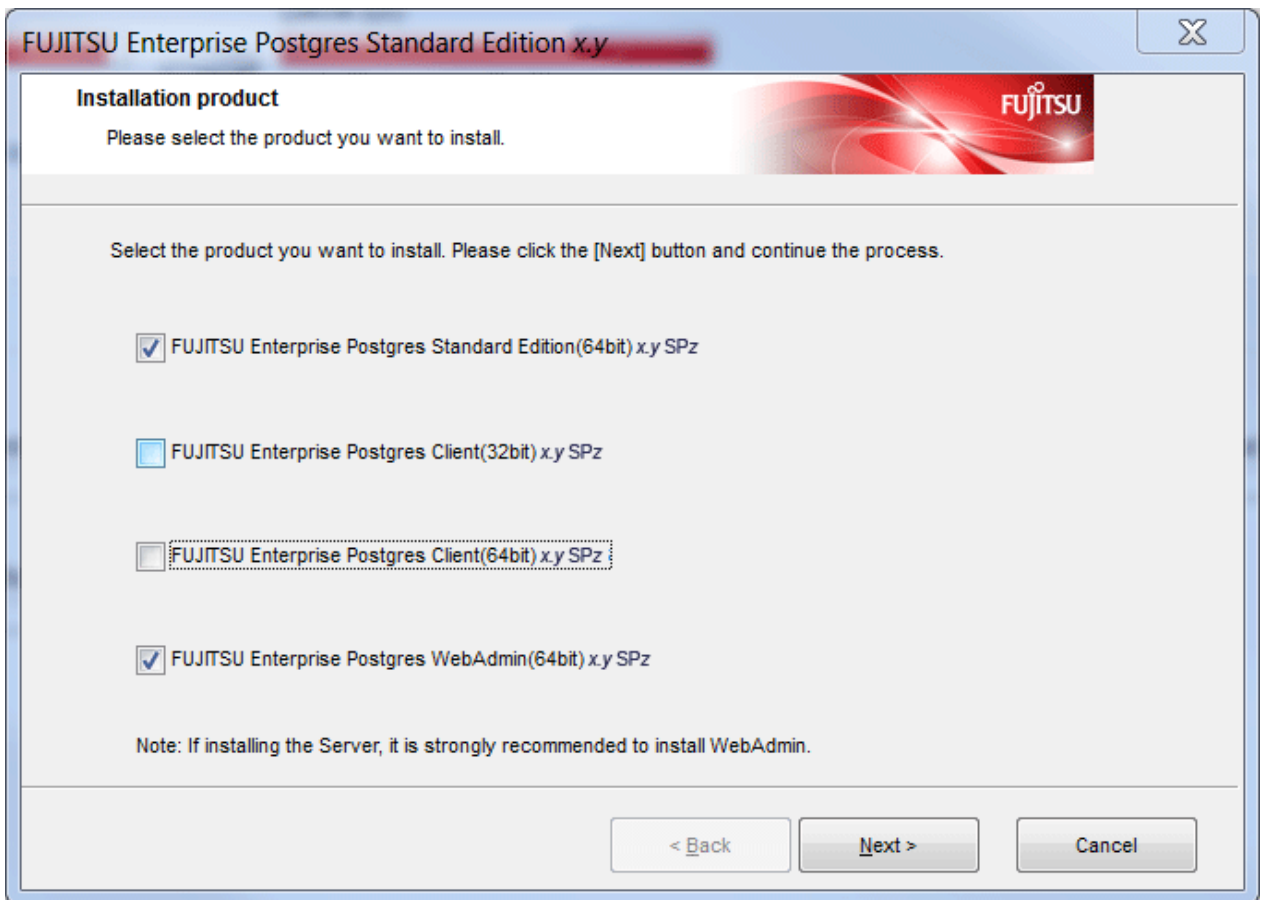 FUJITSU Enterprise Postgres Standard Edition x.y
Installation product
FUJITSU
Please select the product you want to install.
Select the product you want to install. Please click the [Next] button and continue the process.
FUJITSU Enterprise Postgres Standard Edition(64bit) x.y SPz
FUJITSU Enterprise Postgres Client(32bit) x.y SPz
FUJITSU Enterprise Postgres Client(64bit) x.y SPz
FUJITSU Enterprise Postgres WebAdmin(64bit) x.y SPz
Note: If installing the Server, it is strongly recommended to install WebAdmin.
< Back Next > Cancel